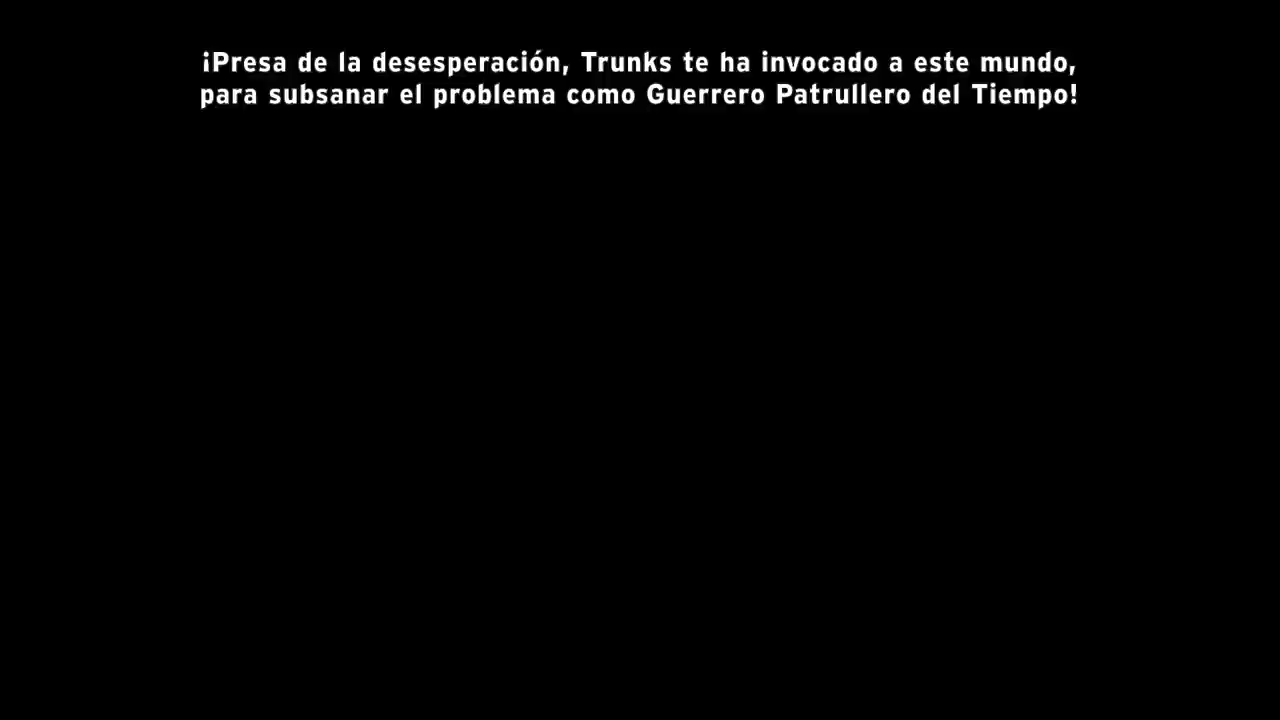 ¡Presa de la desesperación, Trunks te ha invocado a este mundo,
para subsanar el problema como Guerrero Patrullero del Tiempo!